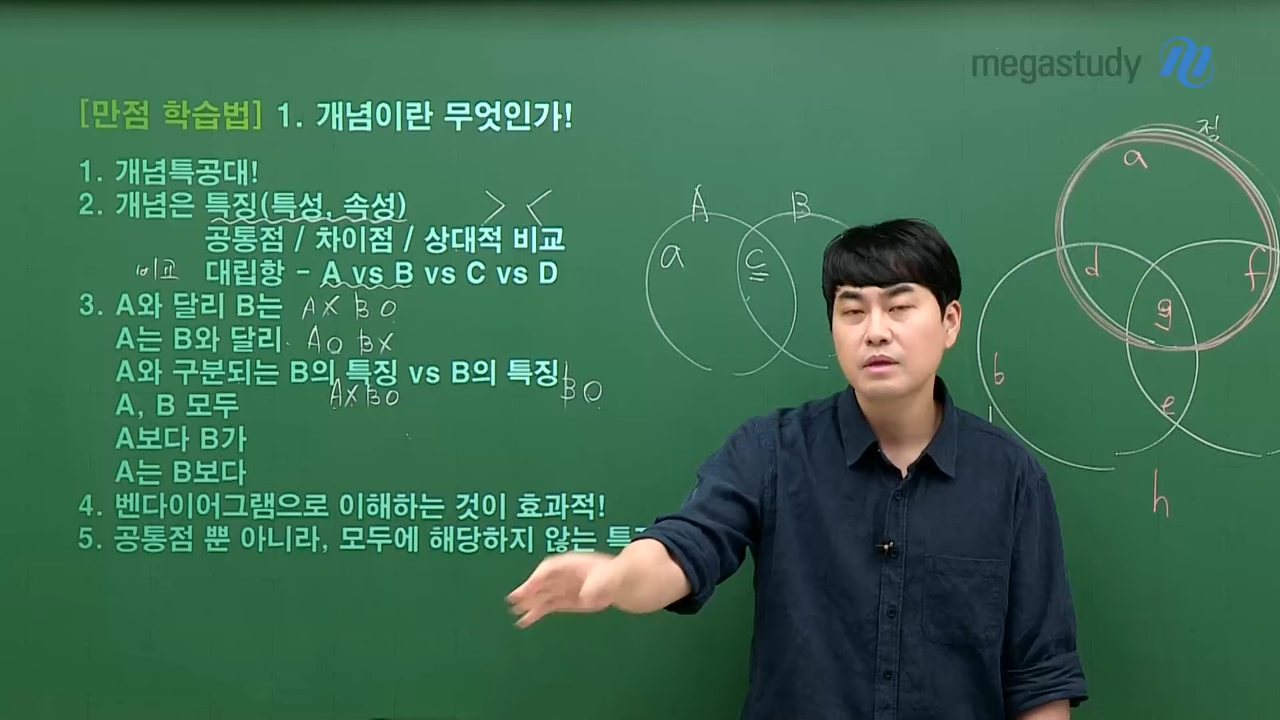 megastudy
[만점 학습법] 1. 개념이란 무엇인가!
1. 개념특공대!
2. 개념은 특징(특성, 속성) > <
공통점 / 차이점 / 상대적 비교
비교 대립항 - A vs B vs C vs D
3. A와 달리 B는 A X B O
A는 B와 달리 A O B X
A와 구분되는 B의 특징 vs B의 특징 B O
A X B O
A, B 모두
A보다 B가
A는 B보다
4. 벤다이어그램으로 이해하는 것이 효과적!
5. 공통점 뿐 아니라, 모두에 해당하지 않는
A B
a c
정
a
d f
g
b
e
h